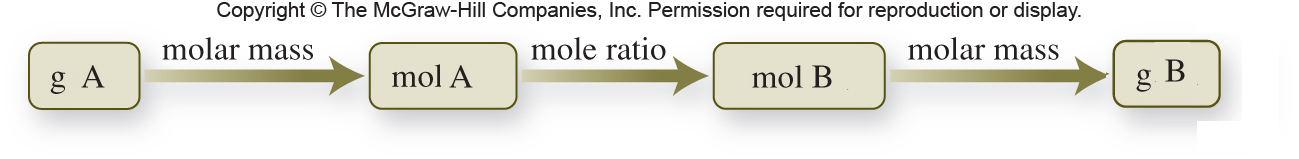 Copyright © The McGraw-Hill Companies, Inc. Permission required for reproduction or display.
g A molar mass mol A mole ratio mol B molar mass g B